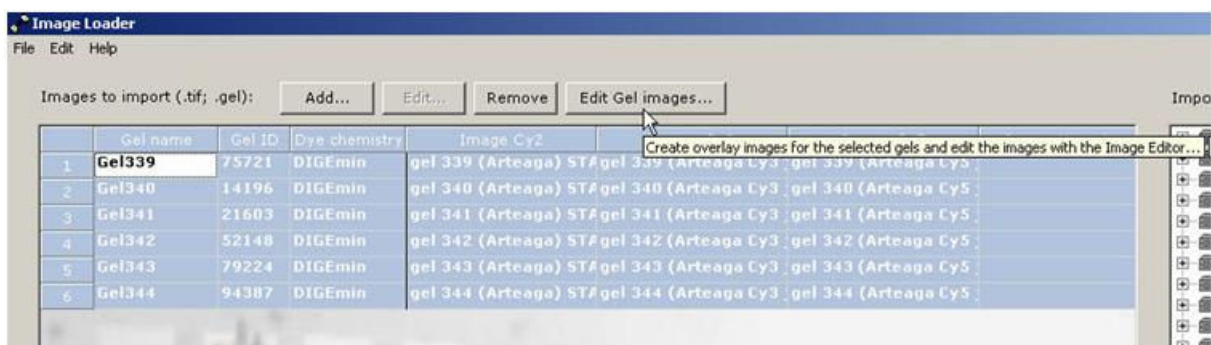 Image Loader
File Edit Help
Images to import (.tif; .gel): Add... Edit... Remove Edit Gel images... Impo
Gel name Gel ID Dye chemistry Image Cy2
Create overlay images for the selected gels and edit the images with the Image Editor...
1 Gel339 75721 DIGEmin gel 339 (Arteaga) STA gel 339 (Arteaga Cy3 gel 339 (Arteaga Cy5
2 Gel340 14196 DIGEmin gel 340 (Arteaga) STA gel 340 (Arteaga Cy3 gel 340 (Arteaga Cy5
3 Gel341 21603 DIGEmin gel 341 (Arteaga) STA gel 341 (Arteaga Cy3 gel 341 (Arteaga Cy5
4 Gel342 52148 DIGEmin gel 342 (Arteaga) STA gel 342 (Arteaga Cy3 gel 342 (Arteaga Cy5
5 Gel343 79224 DIGEmin gel 343 (Arteaga) STA gel 343 (Arteaga Cy3 gel 343 (Arteaga Cy5
6 Gel344 94387 DIGEmin gel 344 (Arteaga) STA gel 344 (Arteaga Cy3 gel 344 (Arteaga Cy5